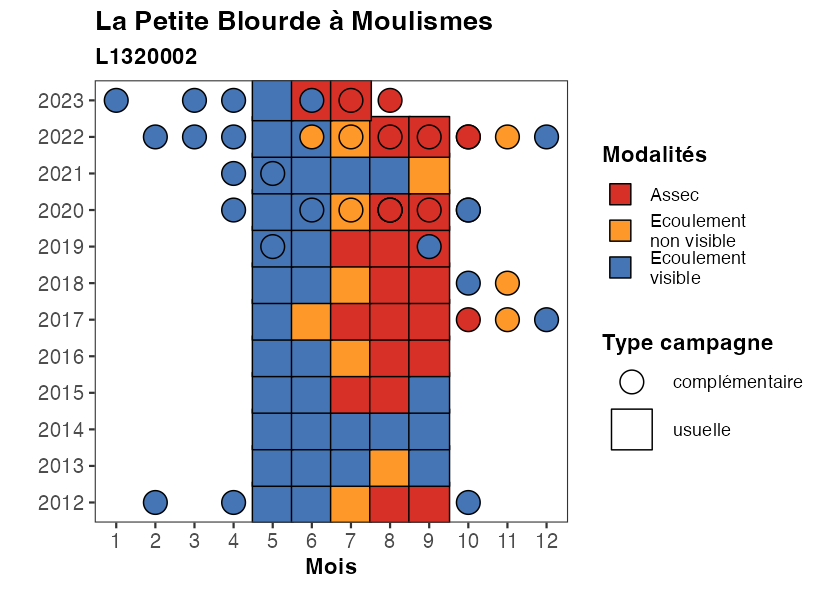 La Petite Blourde à Moulismes
L1320002
2023
2022
2021
2020
2019
2018
2017
2016
2015
2014
2013
2012
1 2 3 4 5 6 7 8 9 10 11 12
Mois
Modalités
Assec
Ecoulement
non visible
Ecoulement
visible
Type campagne
complémentaire
usuelle